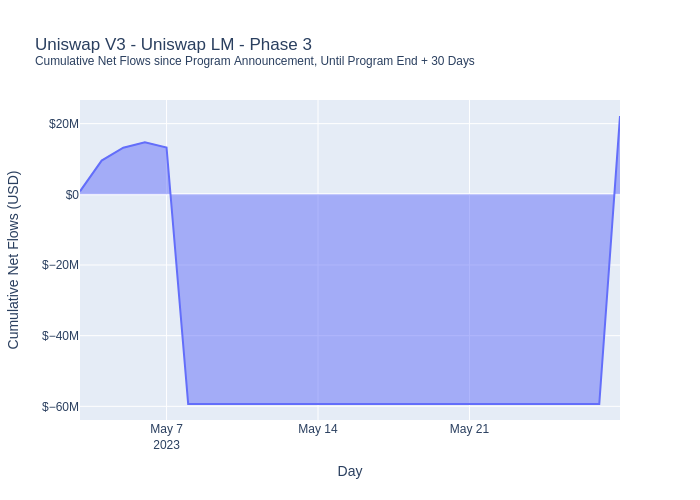 Uniswap V3 - Uniswap LM - Phase 3
Cumulative Net Flows since Program Announcement, Until Program End + 30 Days
Cumulative Net Flows (USD)
$20M
$0
$−20M
$−40M
$−60M
May 7
2023
May 14
May 21
Day